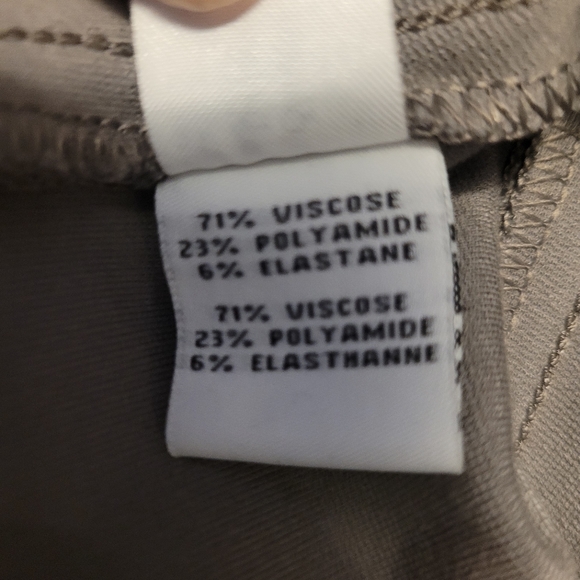 71% VISCOSE
23% POLYAMIDE
6% ELASTANE
71% VISCOSE
23% POLYAMIDE
6% ELASTHANNE